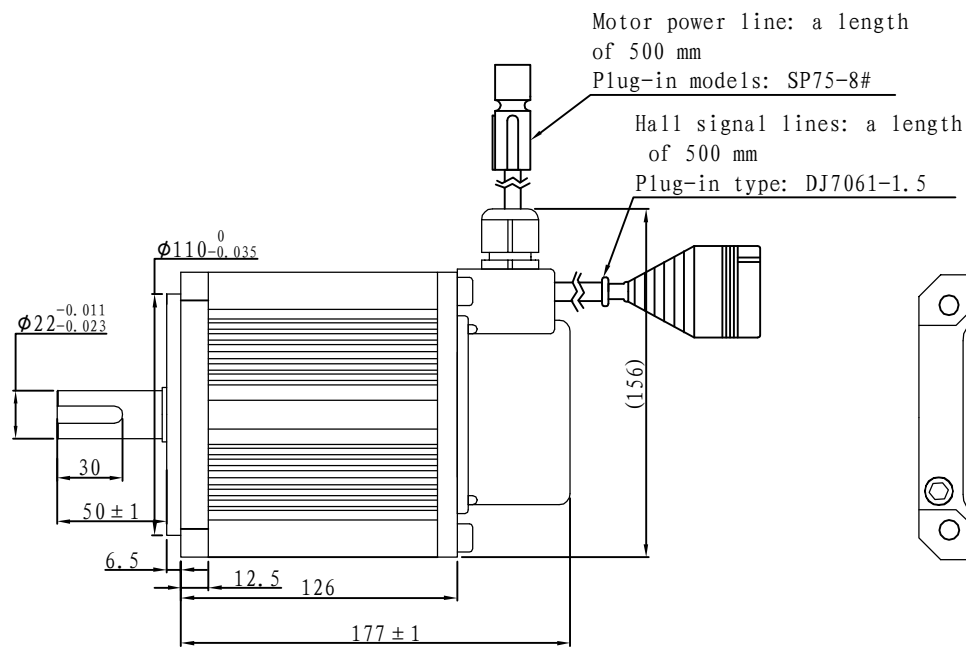 Motor power line: a length
of 500 mm
Plug-in models: SP75-8#
Hall signal lines: a length
of 500 mm
Plug-in type: DJ7061-1.5
0
ϕ110-0.035
-0.011
ϕ22-0.023
(156)
30
50±1
6.5
12.5
126
177±1